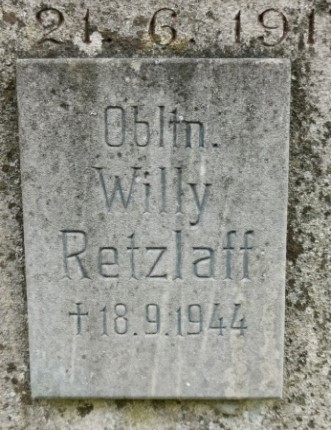 21. 6. 191
Obltn.
Willy
Retzlaff
† 18.9.1944